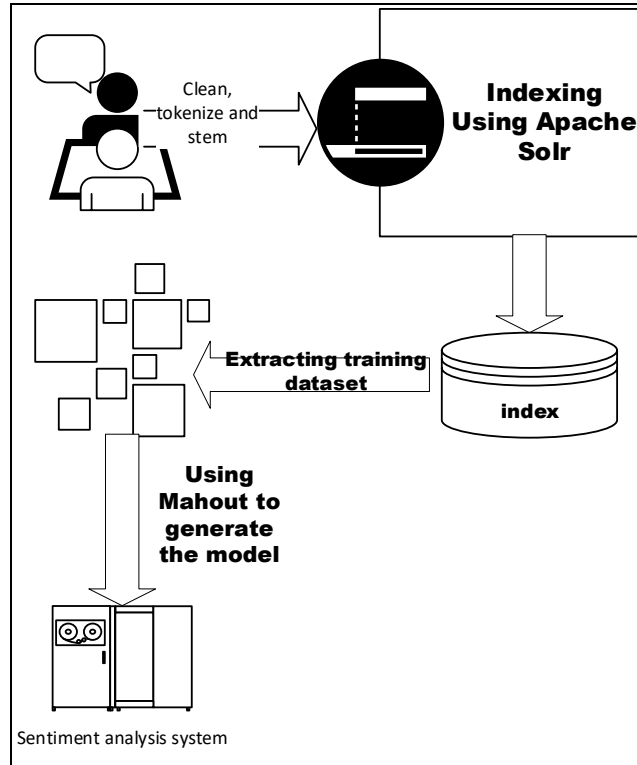 Clean,
tokenize and
stem
Indexing
Using Apache
Solr
Extracting training
dataset
index
Using
Mahout to
generate
the model
Sentiment analysis system